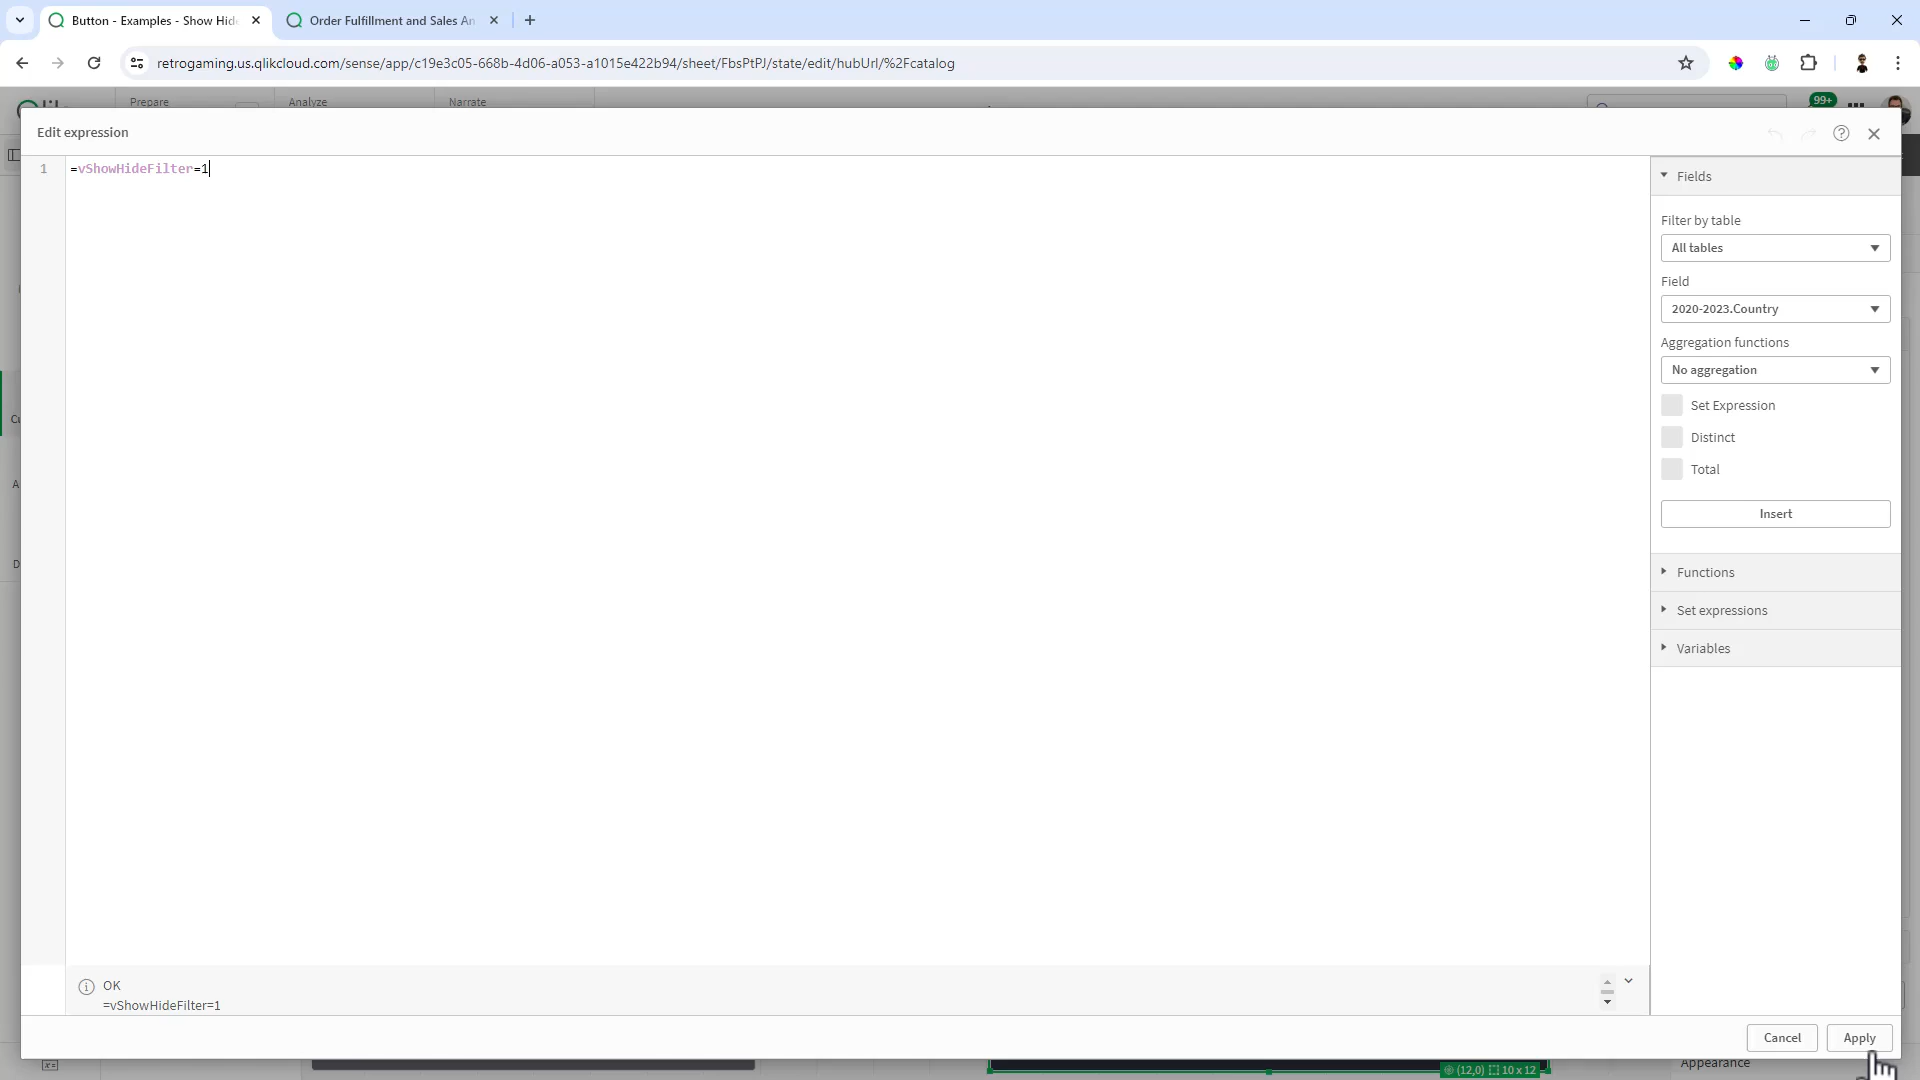 Button - Examples - Show Hid
Order Fulfillment and Sales An
retrogaming.us.qlikcloud.com/sense/app/c19e3c05-668b-4d06-a053-a1015e422b94/sheet/FbsPtPJ/state/edit/hubUrl/%2Fcatalog
Prepare
Analyze
Narrate
99+
Edit expression
1
=vShowHideFilter=1
Fields
Filter by table
All tables
Field
2020-2023.Country
Aggregation functions
No aggregation
Set Expression
Distinct
Total
Insert
Functions
Set expressions
Variables
OK
=vShowHideFilter=1
Cancel
Apply
Appearance
(12,0) 10 x 12